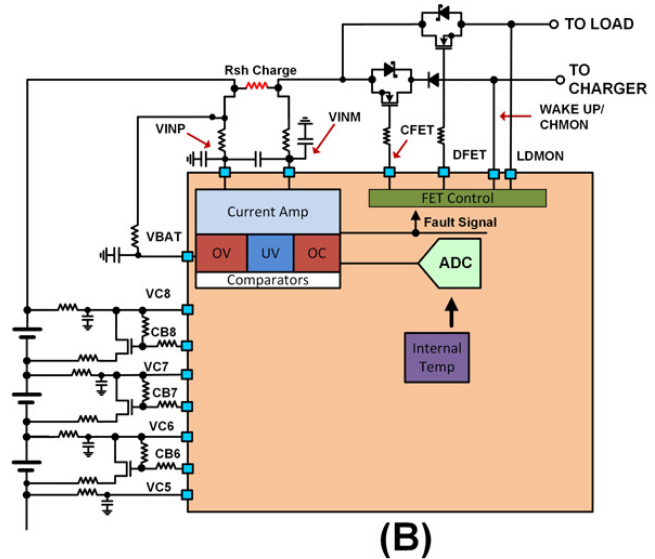 TO LOAD
Rsh Charge
TO
CHARGER
VINP
VINM
WAKE UP/
CHMON
CFET
DFET
LDMON
FET Control
Current Amp
Fault Signal
VBAT
OV
UV
OC
ADC
Comparators
VC8
CB8
Internal
Temp
VC7
CB7
VC6
CB6
VC5
(B)